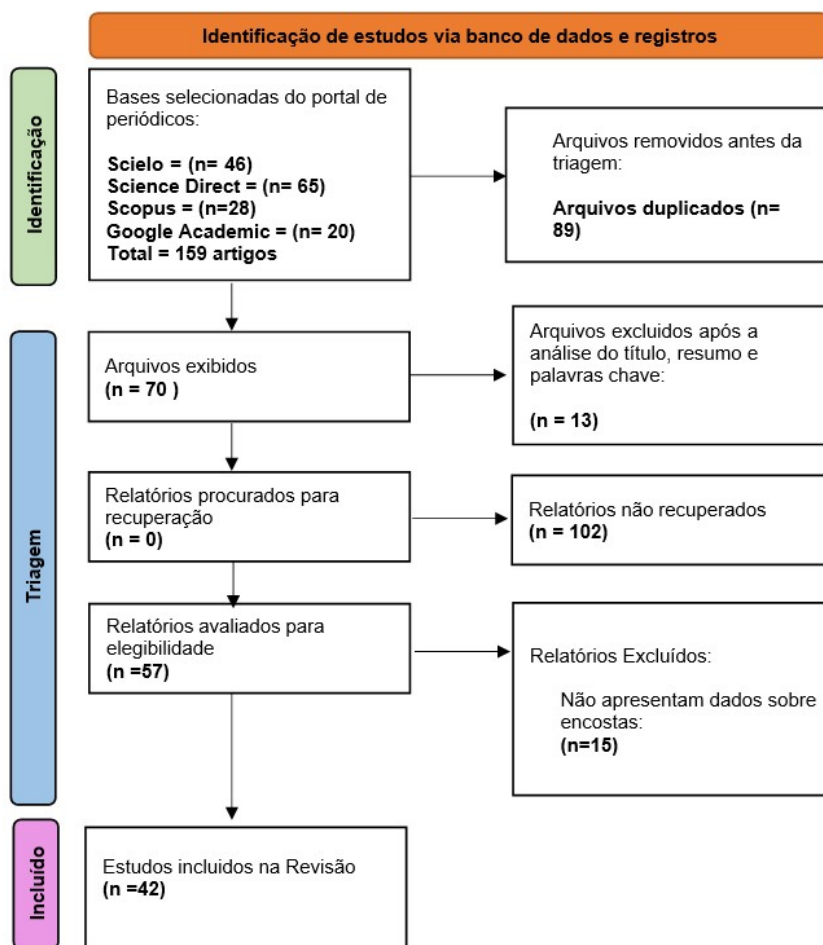 Identificação de estudos via banco de dados e registros
Identificação
Bases selecionadas do portal de
periódicos:
Scielo = (n= 46)
Science Direct = (n= 65)
Scopus = (n=28)
Google Academic = (n= 20)
Total = 159 artigos
Arquivos removidos antes da
triagem:
Arquivos duplicados (n=
89)
Triagem
Arquivos exibidos
(n = 70 )
Arquivos excluidos após a
análise do título, resumo e
palavras chave:
(n = 13)
Relatórios procurados para
recuperação
(n = 0)
Relatórios não recuperados
(n = 102)
Relatórios avaliados para
elegibilidade
(n =57)
Relatórios Excluídos:
Não apresentam dados sobre
encostas:
(n=15)
Incluído
Estudos incluidos na Revisão
(n =42)